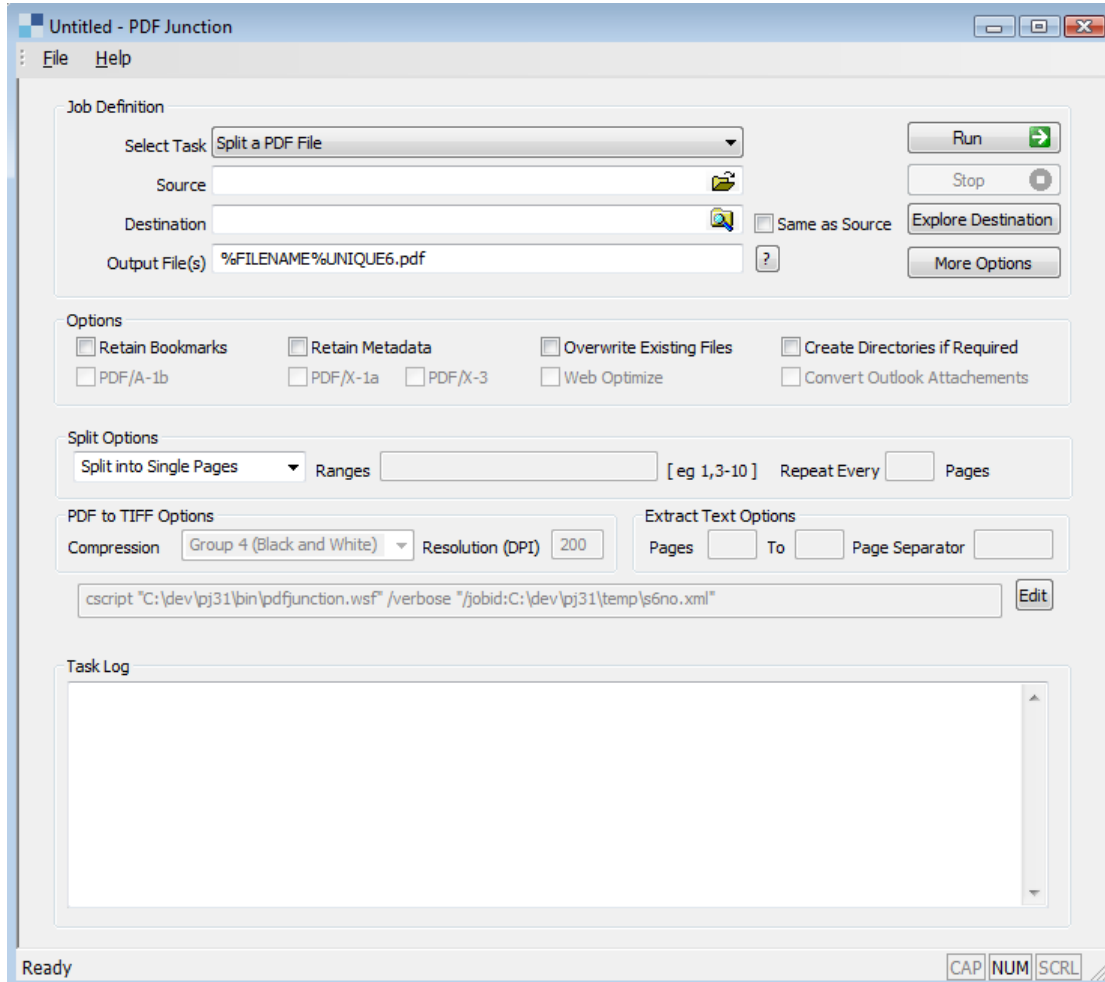 Untitled - PDF Junction
File Help
Job Definition
Select Task Split a PDF File Run
Source Stop
Destination Same as Source Explore Destination
Output File(s) %FILENAME%UNIQUE6.pdf ? More Options
Options
Retain Bookmarks Retain Metadata Overwrite Existing Files Create Directories if Required
PDF/A-1b PDF/X-1a PDF/X-3 Web Optimize Convert Outlook Attachements
Split Options
Split into Single Pages Ranges [ eg 1,3-10 ] Repeat Every Pages
PDF to TIFF Options Extract Text Options
Compression Group 4 (Black and White) Resolution (DPI) 200 Pages To Page Separator
cscript "C:\dev\pj31\bin\pdfjunction.wsf" /verbose "/jobid:C:\dev\pj31\temp\s6no.xml" Edit
Task Log
Ready CAP NUM SCRL